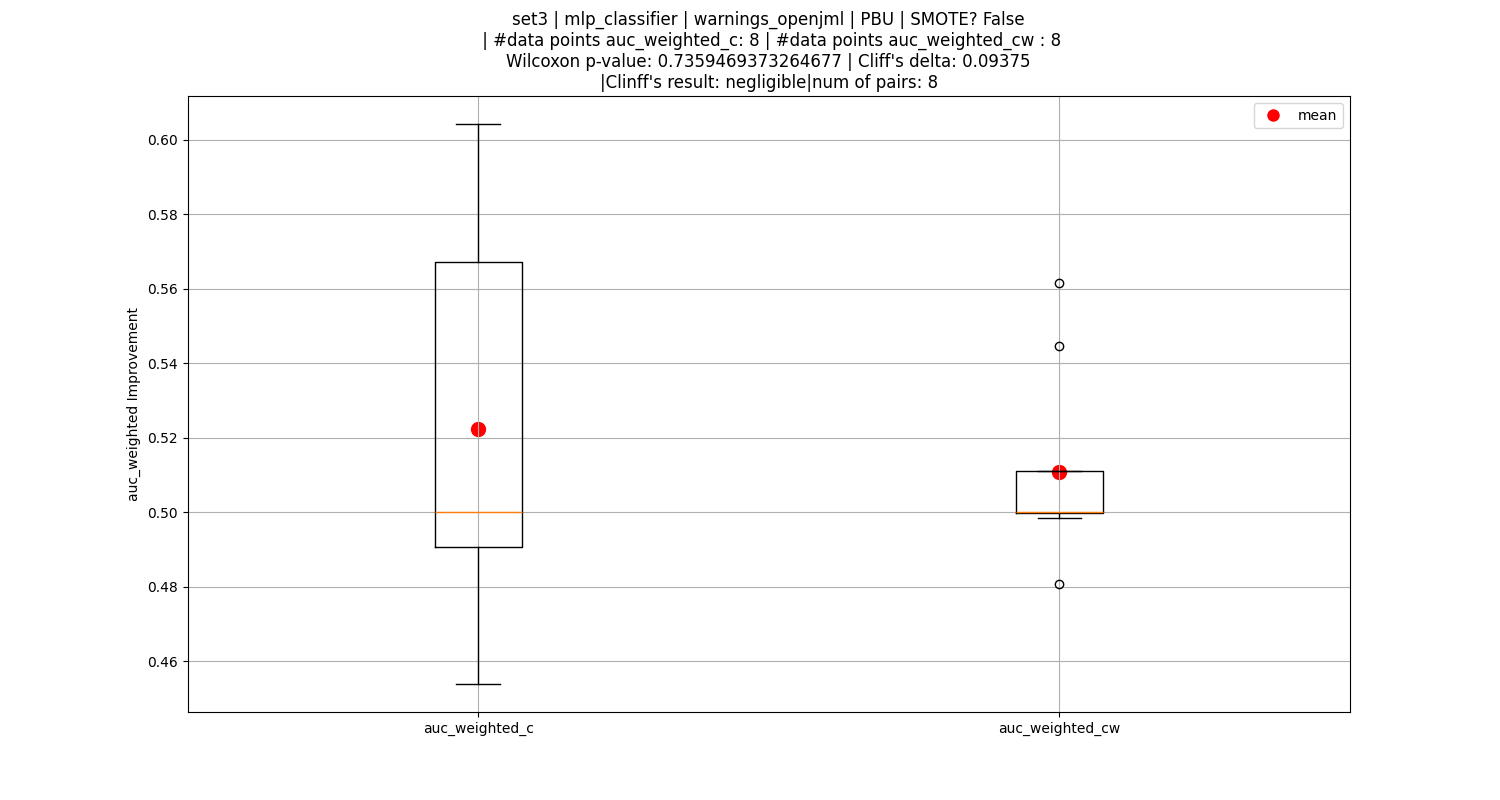 set3 | mlp_classifier | warnings_openjml | PBU | SMOTE? False
| #data points auc_weighted_c: 8 | #data points auc_weighted_cw : 8
Wilcoxon p-value: 0.7359469373264677 | Cliff's delta: 0.09375
|Clinff's result: negligible|num of pairs: 8
mean
auc_weighted Improvement
0.60
0.58
0.56
0.54
0.52
0.50
0.48
0.46
auc_weighted_c
auc_weighted_cw